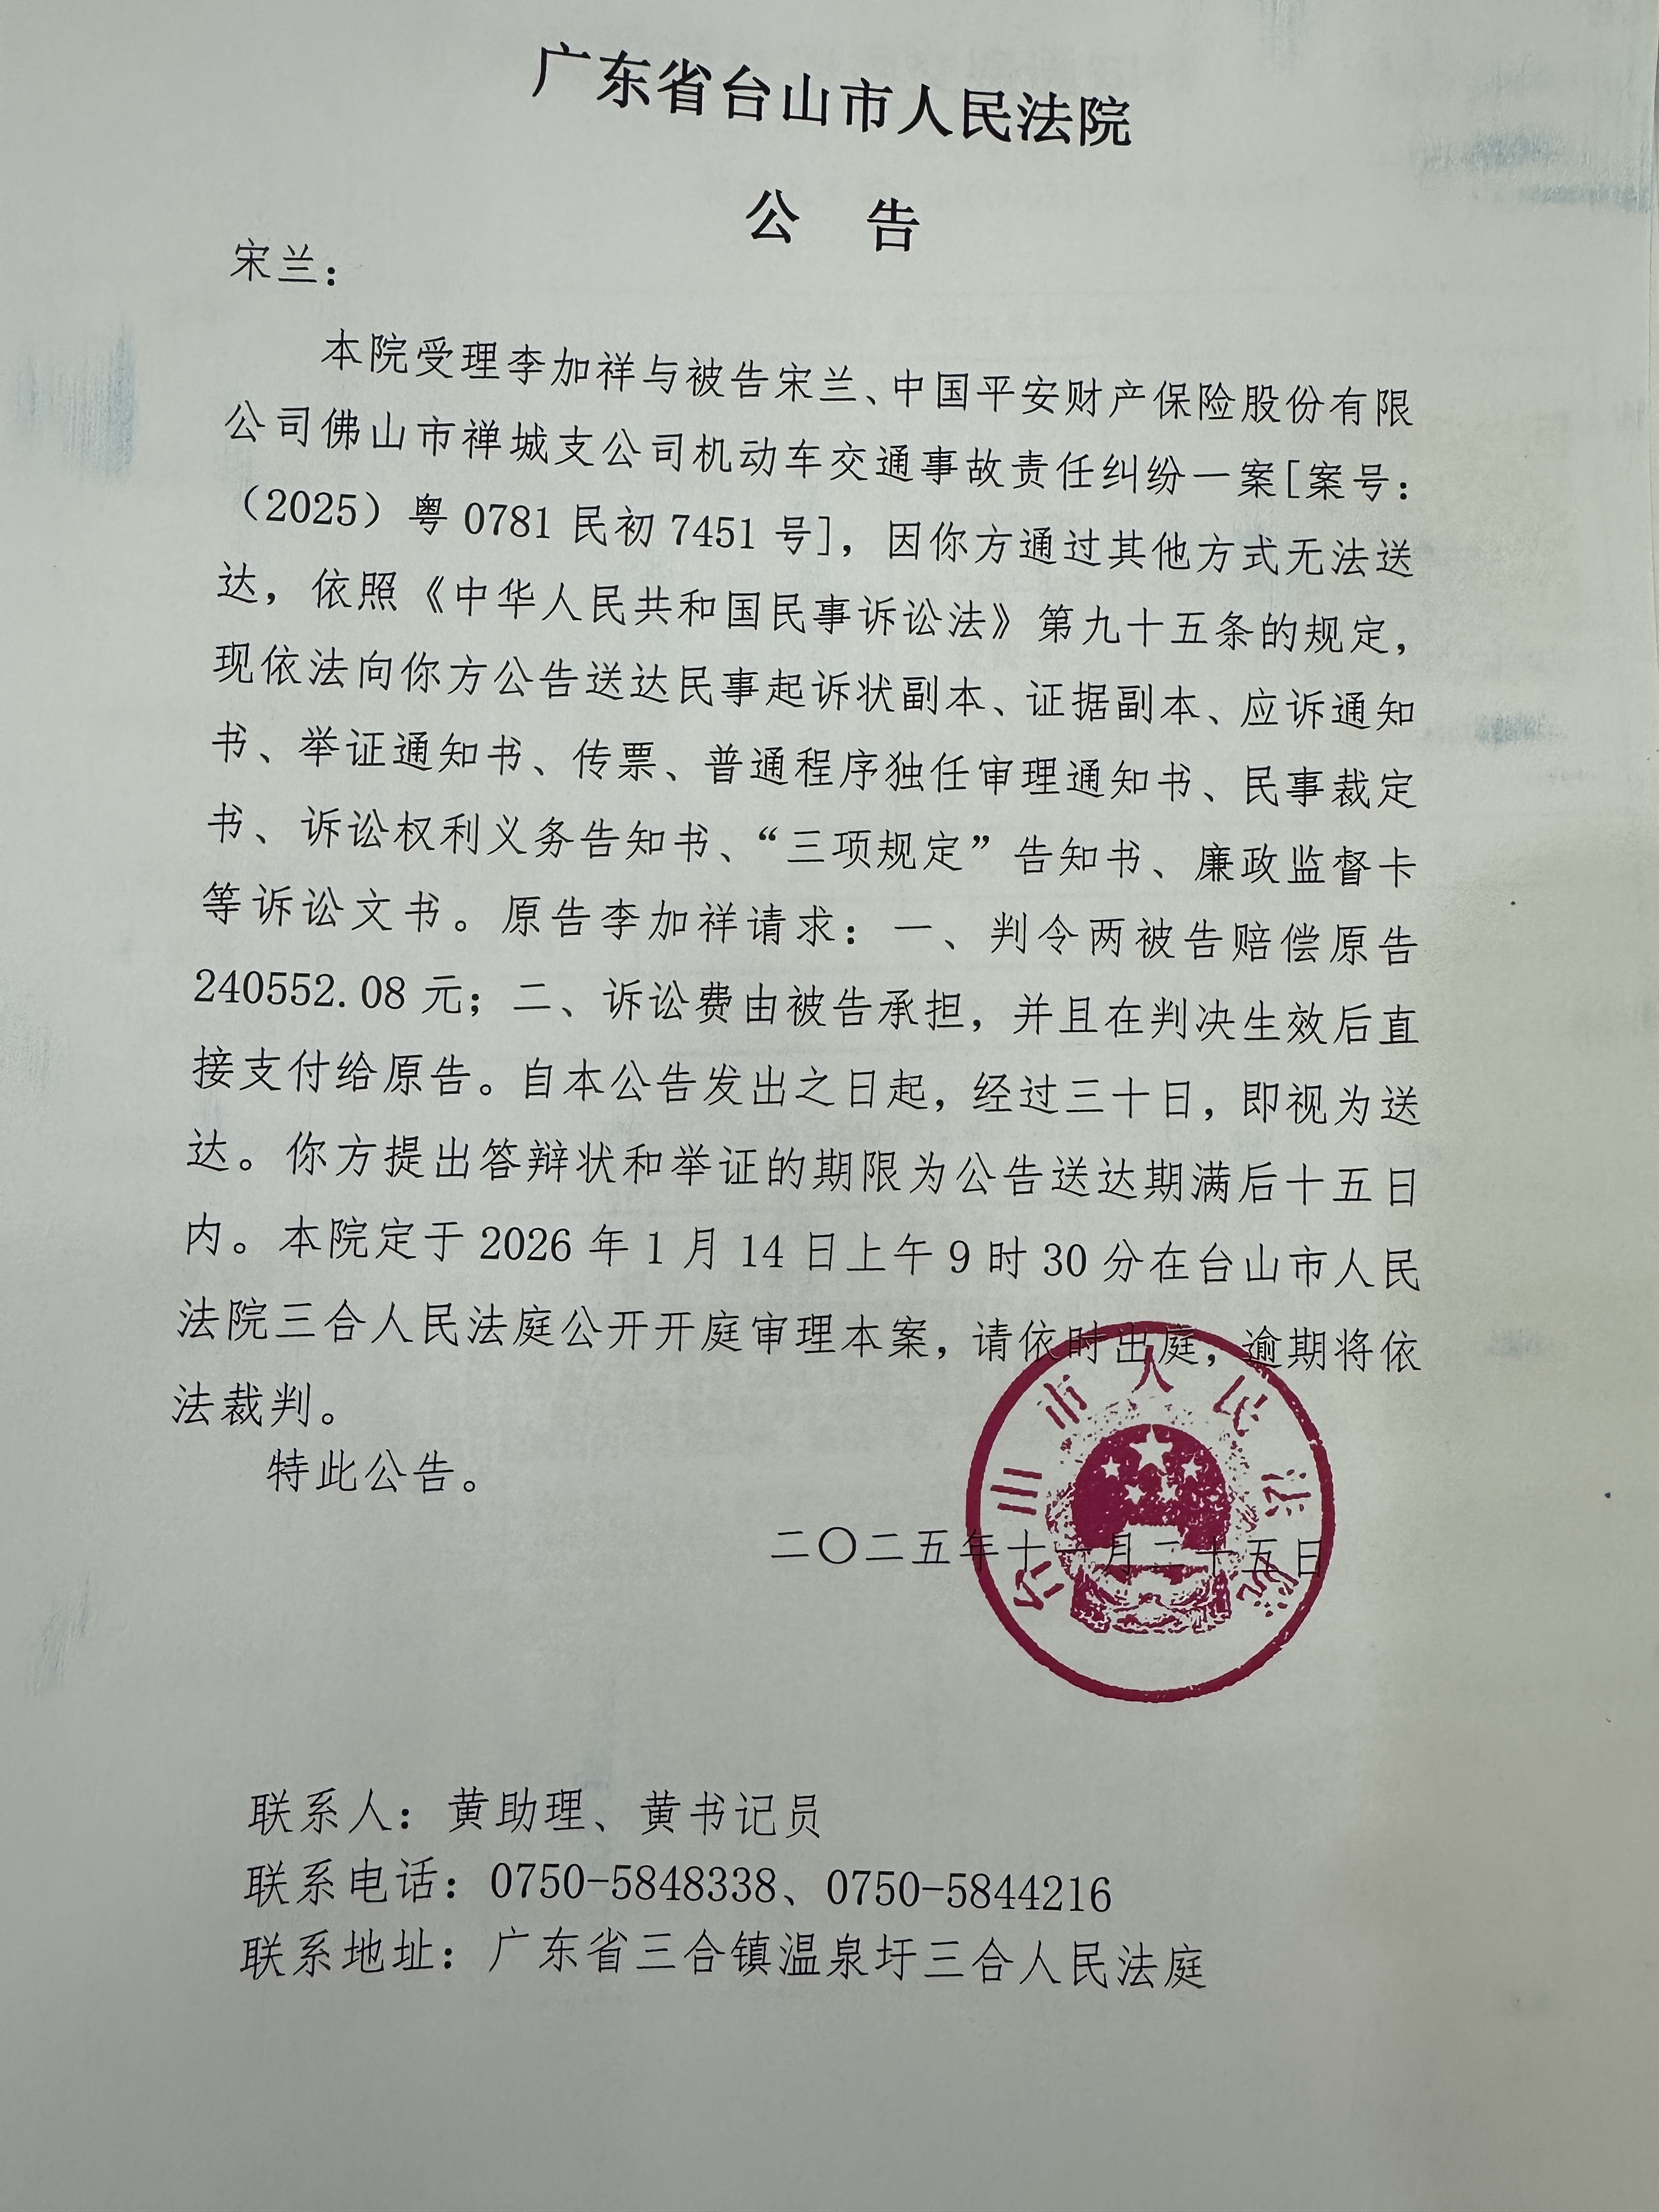 广东省台山市人民法院
公 告
宋兰：
本院受理李加祥与被告宋兰、中国平安财产保险股份有限
公司佛山市禅城支公司机动车交通事故责任纠纷一案[案号：
（2025）粤 0781 民初 7451 号]，因你方通过其他方式无法送
达，依照《中华人民共和国民事诉讼法》第九十五条的规定，
现依法向你方公告送达民事起诉状副本、证据副本、应诉通知
书、举证通知书、传票、普通程序独任审理通知书、民事裁定
书、诉讼权利义务告知书、“三项规定”告知书、廉政监督卡
等诉讼文书。原告李加祥请求：一、判令两被告赔偿原告
240552.08 元；二、诉讼费由被告承担，并且在判决生效后直
接支付给原告。自本公告发出之日起，经过三十日，即视为送
达。你方提出答辩状和举证的期限为公告送达期满后十五日
内。本院定于 2026 年 1 月 14 日上午 9 时 30 分在台山市人民
法院三合人民法庭公开开庭审理本案，请依时出庭，逾期将依
法裁判。
特此公告。
二〇二五年十一月二十五日
台山市人民法院
联系人：黄助理、黄书记员
联系电话：0750-5848338、0750-5844216
联系地址：广东省三合镇温泉圩三合人民法庭